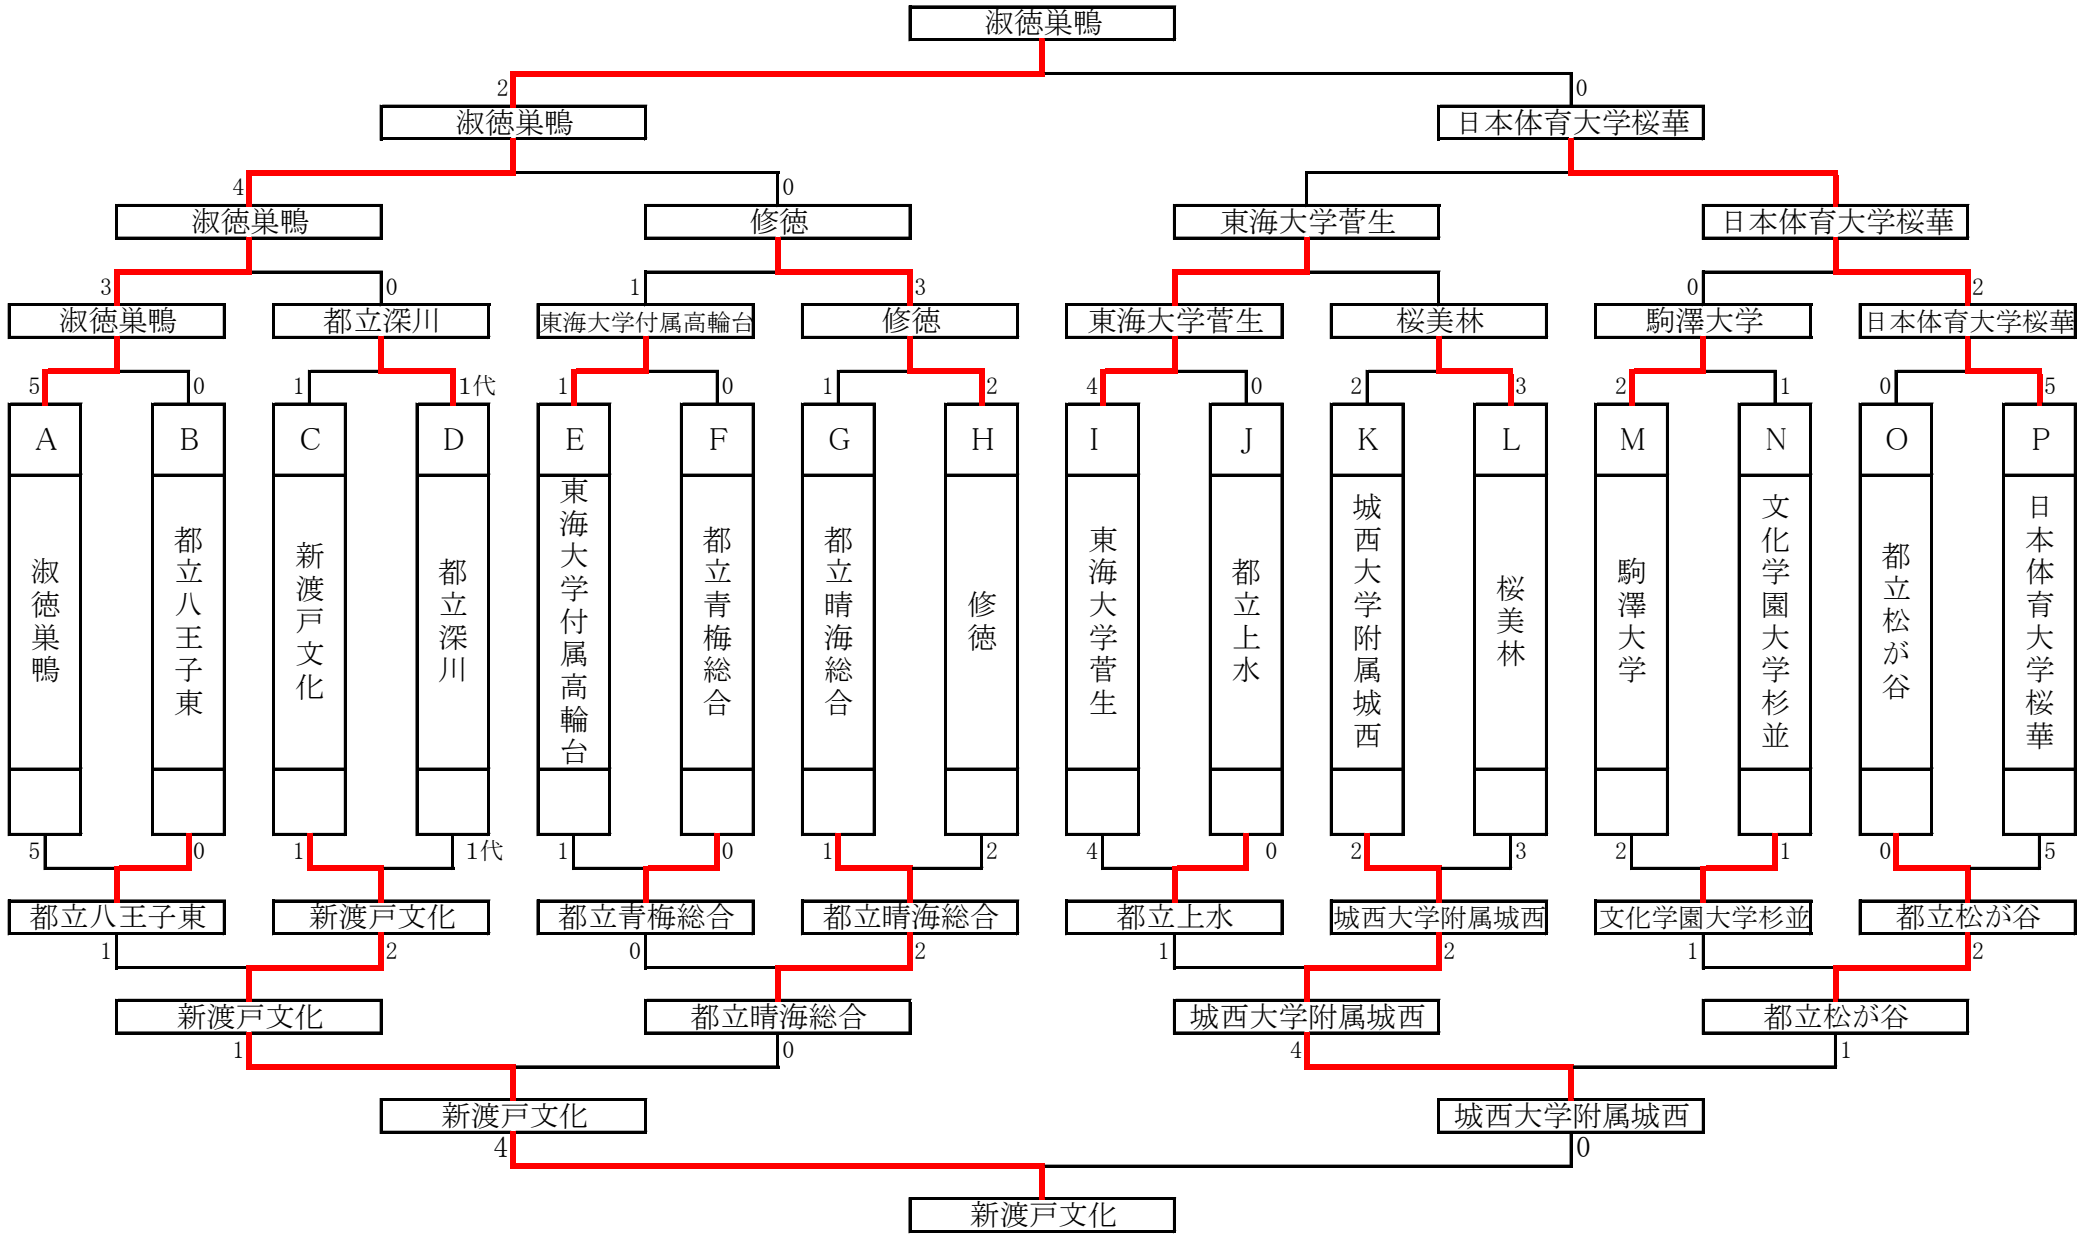 淑徳巣鴨
2 0
淑徳巣鴨 日本体育大学桜華
4 0
淑徳巣鴨 修徳 東海大学菅生 日本体育大学桜華
3 0 1 3 0 2
淑徳巣鴨 都立深川 東海大学付属高輪台 修徳 東海大学菅生 桜美林 駒澤大学 日本体育大学桜華
5 0 1 1代 1 0 1 2 4 0 2 3 2 1 0 5
A B C D E F G H I J K L M N O P
淑徳巣鴨
都立八王子東
新渡戸文化
都立深川
東海大学付属高輪台
都立青梅総合
都立晴海総合
修徳
東海大学菅生
都立上水
城西大学附属城西
桜美林
駒澤大学
文化学園大学杉並
都立松が谷
日本体育大学桜華
5 0 1 1代 1 0 1 2 4 0 2 3 2 1 0 5
都立八王子東 新渡戸文化 都立青梅総合 都立晴海総合 都立上水 城西大学附属城西 文化学園大学杉並 都立松が谷
1 2 0 2 1 2 1 2
新渡戸文化 都立晴海総合 城西大学附属城西 都立松が谷
1 0 4 1
新渡戸文化 城西大学附属城西
4 0
新渡戸文化